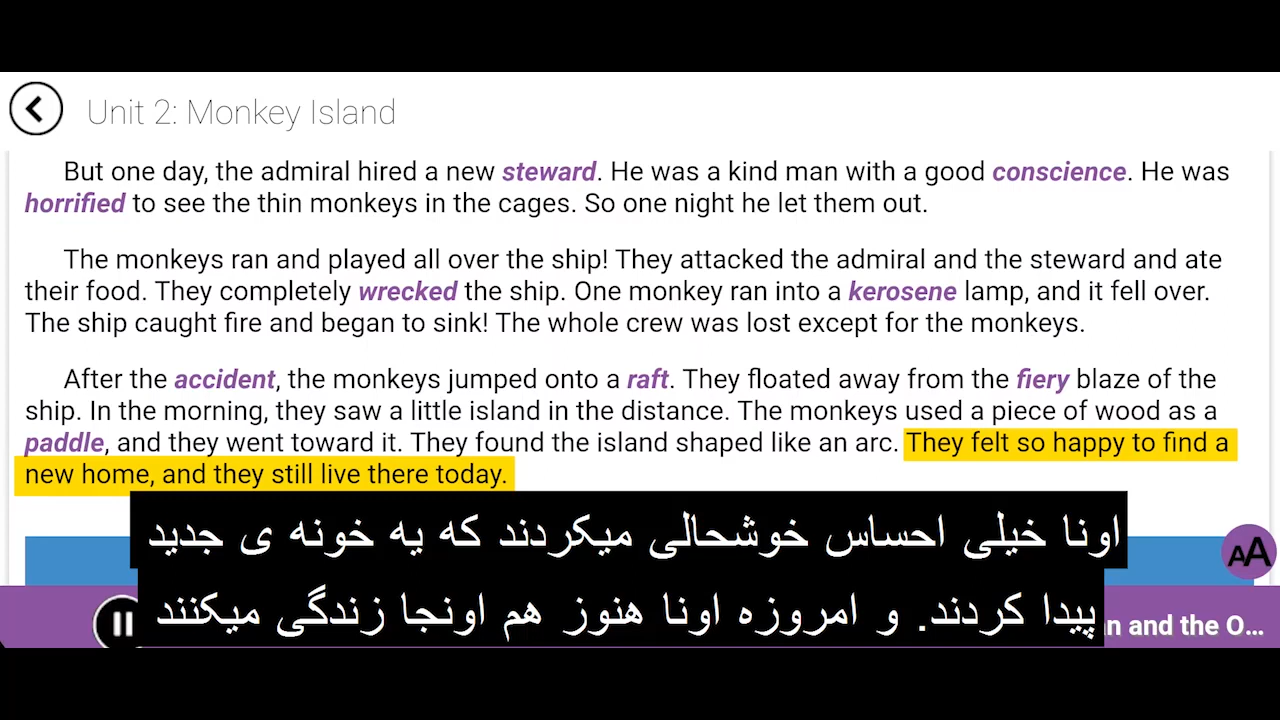 Unit 2: Monkey Island
But one day, the admiral hired a new steward. He was a kind man with a good conscience. He was
horrified to see the thin monkeys in the cages. So one night he let them out.
The monkeys ran and played all over the ship! They attacked the admiral and the steward and ate
their food. They completely wrecked the ship. One monkey ran into a kerosene lamp, and it fell over.
The ship caught fire and began to sink! The whole crew was lost except for the monkeys.
After the accident, the monkeys jumped onto a raft. They floated away from the fiery blaze of the
ship. In the morning, they saw a little island in the distance. The monkeys used a piece of wood as a
paddle, and they went toward it. They found the island shaped like an arc. They felt so happy to find a
new home, and they still live there today.
اونا خیلی احساس خوشحالی میکردند که یه خونه ی جدید
پیدا کردند. و امروزه اونا هنوز هم اونجا زندگی میکنند
AA
n and the O...